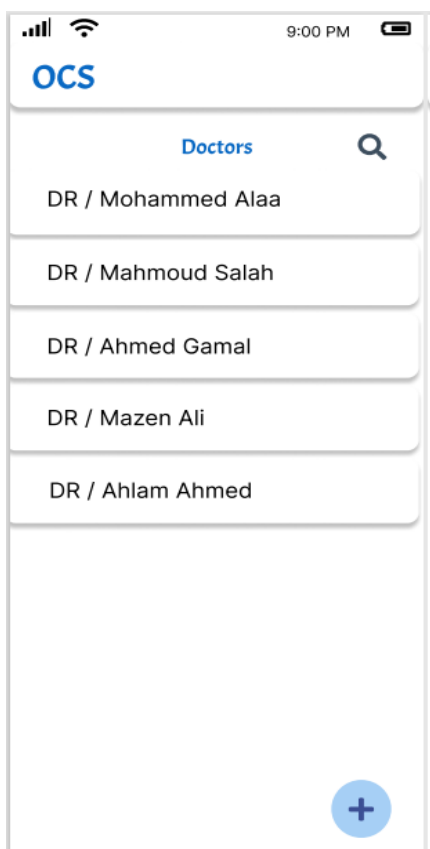 9:00 PM
OCS
Doctors
DR / Mohammed Alaa
DR / Mahmoud Salah
DR / Ahmed Gamal
DR / Mazen Ali
DR / Ahlam Ahmed